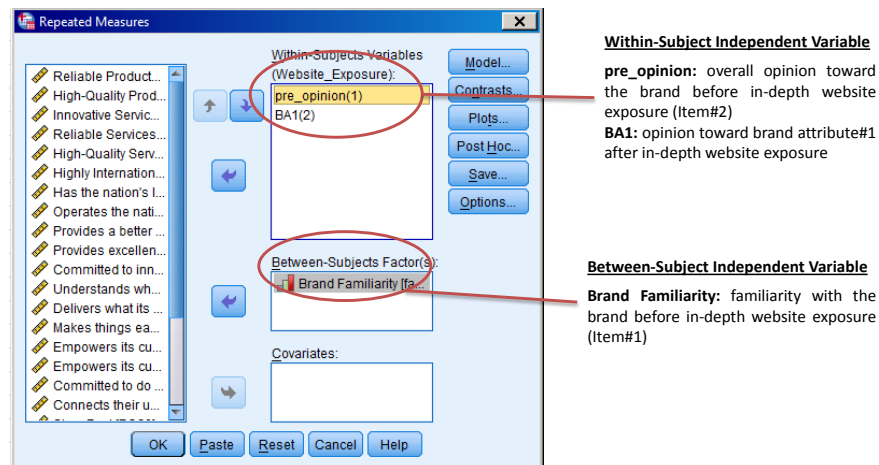 Repeated Measures
Within-Subjects Variables
(Website_Exposure):
Reliable Product...
High-Quality Prod...
Innovative Servic...
Reliable Services...
High-Quality Serv...
Highly Internation...
Has the nation's l...
Operates the nati...
Provides a better ...
Provides excellen...
Committed to inn...
Understands wh...
Delivers what its ...
Makes things ea...
Empowers its cu...
Empowers its cu...
Committed to do ...
Connects their u...
pre_opinion(1)
BA1(2)
Between-Subjects Factor(s):
Brand Familiarity [fa...
Covariates:
Model...
Contrasts...
Plots...
Post Hoc...
Save...
Options...
OK
Paste
Reset
Cancel
Help
Within-Subject Independent Variable
pre_opinion: overall opinion toward
the brand before in-depth website
exposure (Item#2)
BA1: opinion toward brand attribute#1
after in-depth website exposure
Between-Subject Independent Variable
Brand Familiarity: familiarity with the
brand before in-depth website exposure
(Item#1)